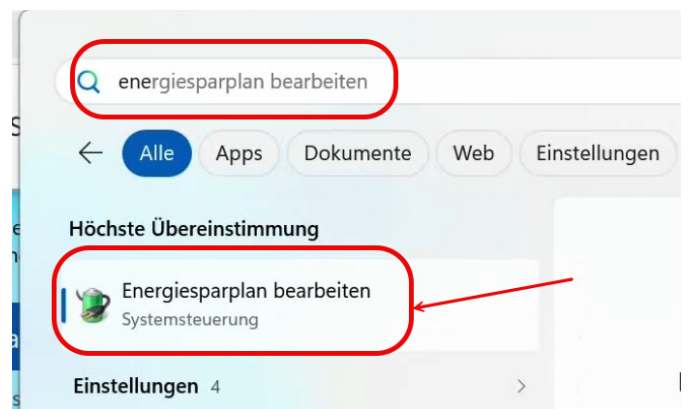 energiesparplan bearbeiten
Alle Apps Dokumente Web Einstellungen
Höchste Übereinstimmung
Energiesparplan bearbeiten
Systemsteuerung
Einstellungen 4